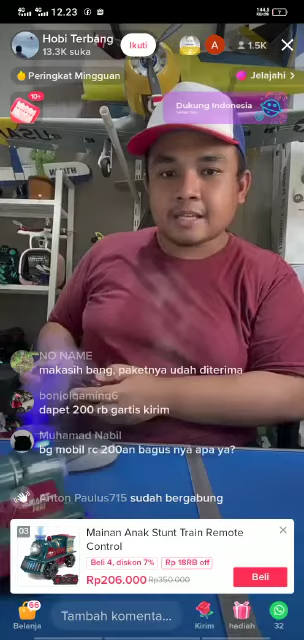 12.23
Hobi Terbang
13.3K suka
Ikuti
A
1.5K
Peringkat Mingguan
Jelajahi >
10+
Dukung Indonesia
NO NAME
makasih bang, paketnya udah diterima
bonjolgaming6
dapet 200 rb gartis kirim
Muhamad Nabil
bg mobil rc 200an bagus nya apa ya?
Anton Paulus715 sudah bergabung
03
Mainan Anak Stunt Train Remote
Control
Beli 4, diskon 7%
Rp 18RB off
Rp206.000 Rp350.000
Beli
66
Belanja
Tambah komenta...
Kirim
hadiah
32